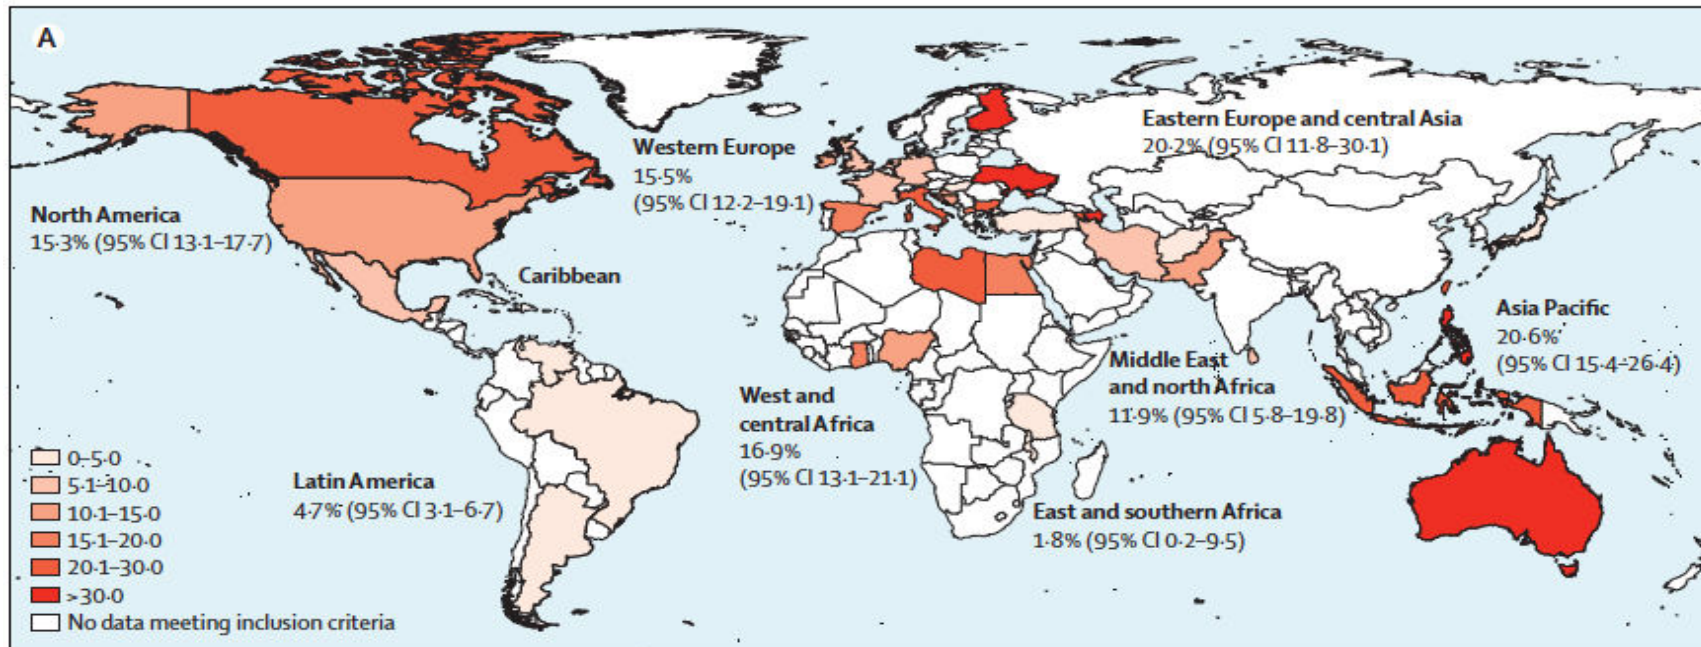 A
North America
15·3% (95% CI 13·1–17·7)
Western Europe
15·5%
(95% CI 12·2–19·1)
Eastern Europe and central Asia
20·2% (95% CI 11·8–30·1)
Caribbean
Latin America
4·7% (95% CI 3·1–6·7)
West and
central Africa
16·9%
(95% CI 13·1–21·1)
Middle East
and north Africa
11·9% (95% CI 5·8–19·8)
East and southern Africa
1·8% (95% CI 0·2–9·5)
Asia Pacific
20·6%
(95% CI 15·4–26·4)
0–5·0
5·1–10·0
10·1–15·0
15·1–20·0
20·1–30·0
>30·0
No data meeting inclusion criteria